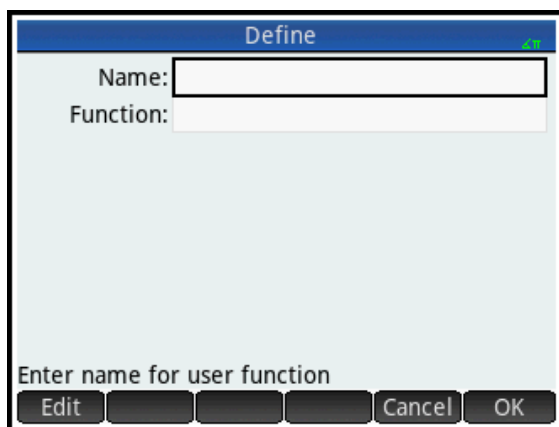 Define
∡π
Name:
Function:
Enter name for user function
Edit Cancel OK